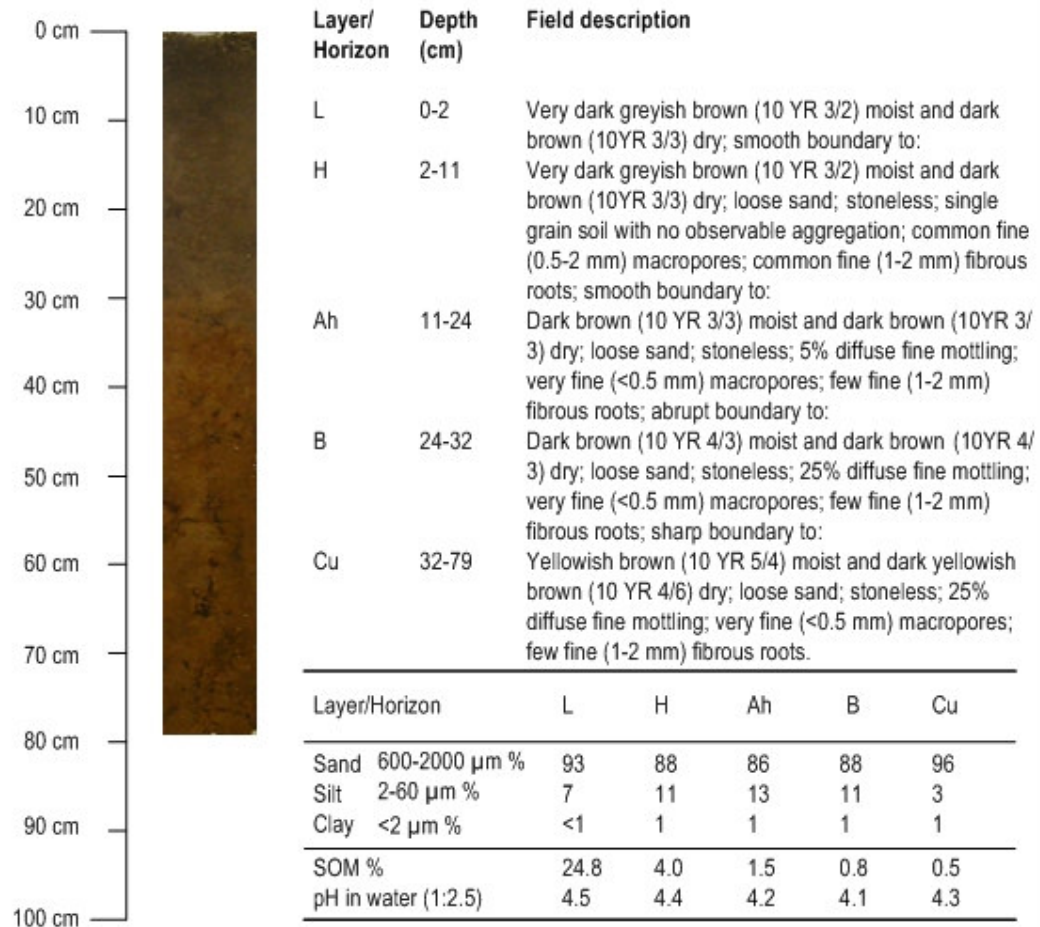 0 cm
10 cm
20 cm
30 cm
40 cm
50 cm
60 cm
70 cm
80 cm
90 cm
100 cm
Layer/ Depth Field description
Horizon (cm)
L 0-2 Very dark greyish brown (10 YR 3/2) moist and dark
brown (10YR 3/3) dry; smooth boundary to:
H 2-11 Very dark greyish brown (10 YR 3/2) moist and dark
brown (10YR 3/3) dry; loose sand; stoneless; single
grain soil with no observable aggregation; common fine
(0.5-2 mm) macropores; common fine (1-2 mm) fibrous
roots; smooth boundary to:
Ah 11-24 Dark brown (10 YR 3/3) moist and dark brown (10YR 3/
3) dry; loose sand; stoneless; 5% diffuse fine mottling;
very fine (<0.5 mm) macropores; few fine (1-2 mm)
fibrous roots; abrupt boundary to:
B 24-32 Dark brown (10 YR 4/3) moist and dark brown (10YR 4/
3) dry; loose sand; stoneless; 25% diffuse fine mottling;
very fine (<0.5 mm) macropores; few fine (1-2 mm)
fibrous roots; sharp boundary to:
Cu 32-79 Yellowish brown (10 YR 5/4) moist and dark yellowish
brown (10 YR 4/6) dry; loose sand; stoneless; 25%
diffuse fine mottling; very fine (<0.5 mm) macropores;
few fine (1-2 mm) fibrous roots.
Layer/Horizon L H Ah B Cu
Sand 600-2000 µm % 93 88 86 88 96
Silt 2-60 µm % 7 11 13 11 3
Clay <2 µm % <1 1 1 1 1
SOM % 24.8 4.0 1.5 0.8 0.5
pH in water (1:2.5) 4.5 4.4 4.2 4.1 4.3